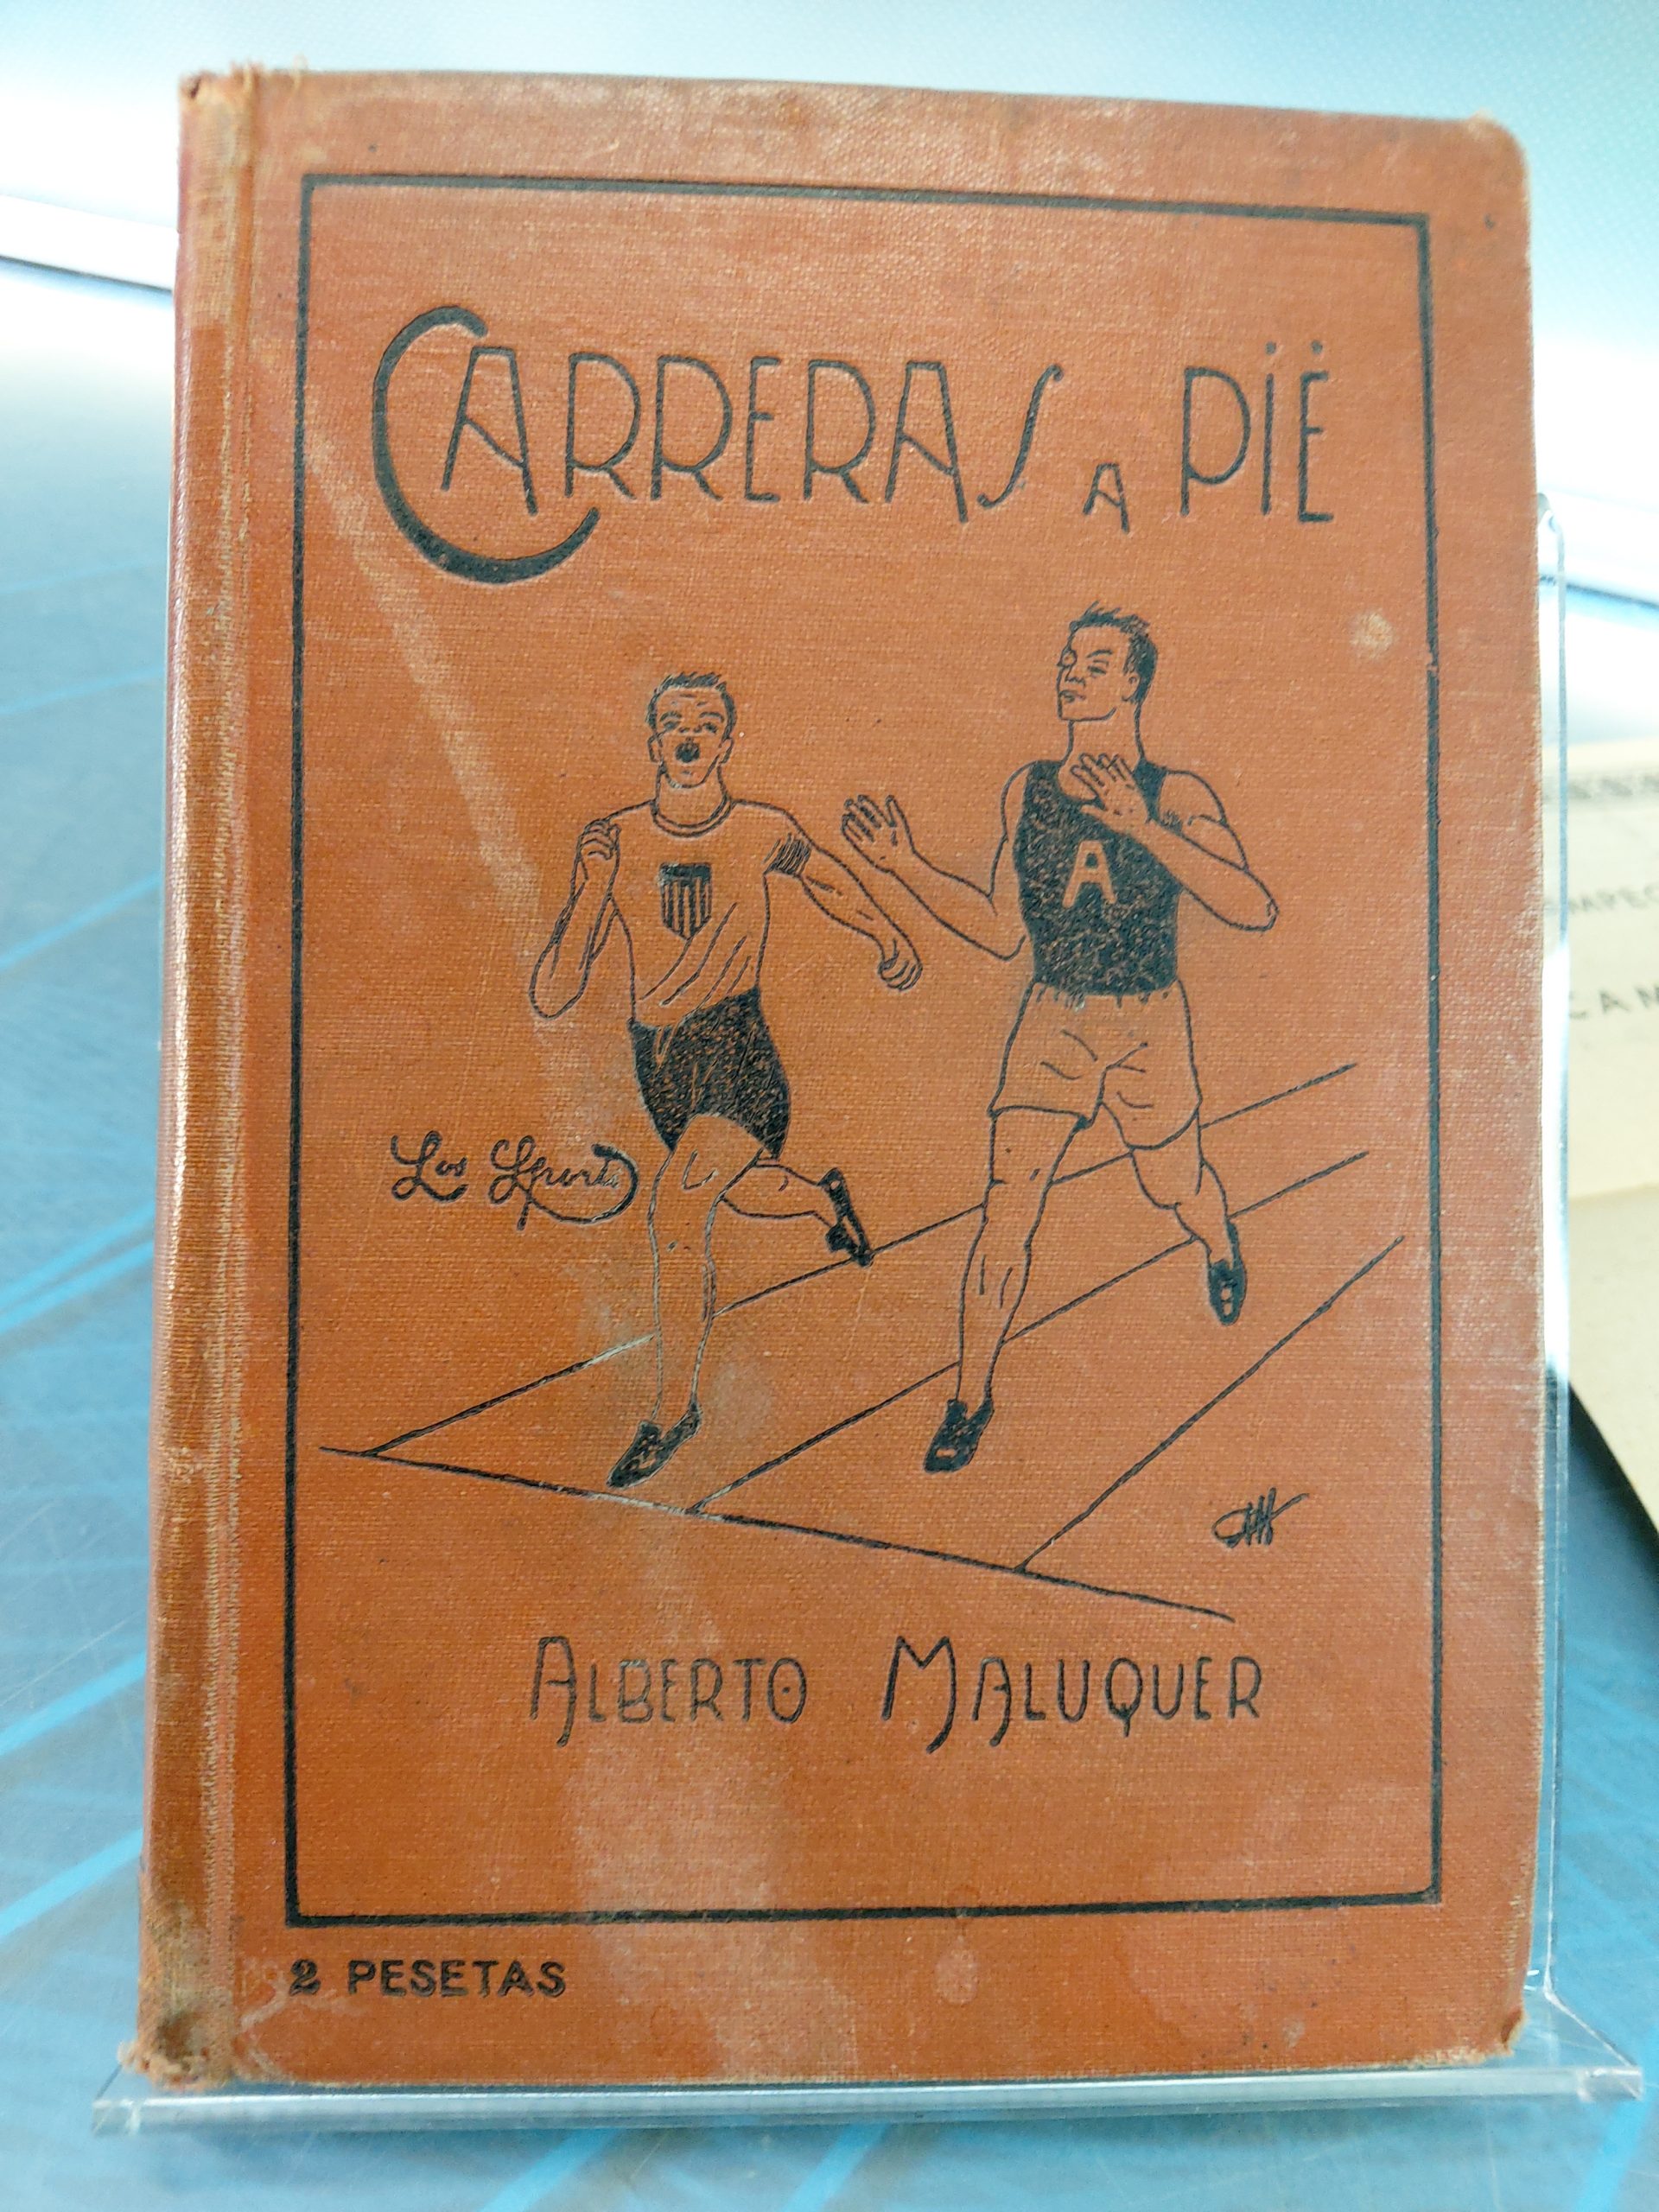 CARRERAS A PIË
A
Los Sports
ALBERTO MALUQUER
2 PESETAS